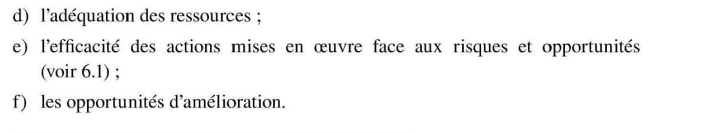 d) l’adéquation des ressources ;
e) l’efficacité des actions mises en œuvre face aux risques et opportunités
(voir 6.1) ;
f) les opportunités d’amélioration.